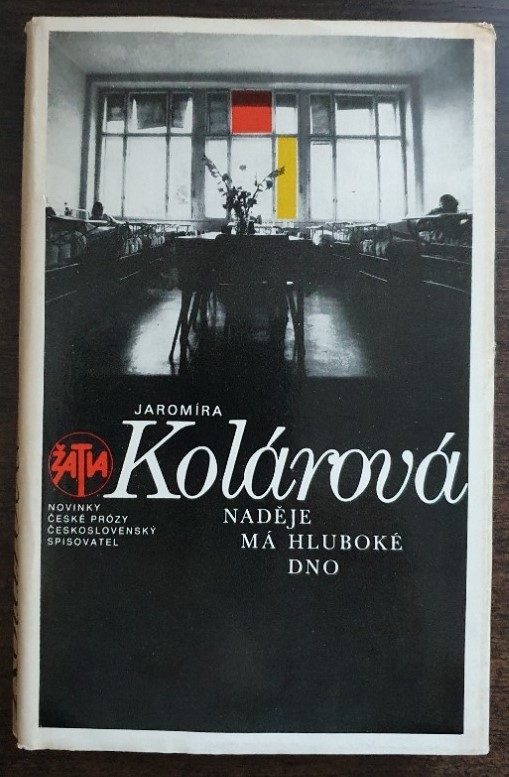 JAROMÍRA
Kolárová
ŽATVA
NOVINKY
ČESKÉ PRÓZY
ČESKOSLOVENSKÝ
SPISOVATEL
NADĚJE
MÁ HLUBOKÉ
DNO